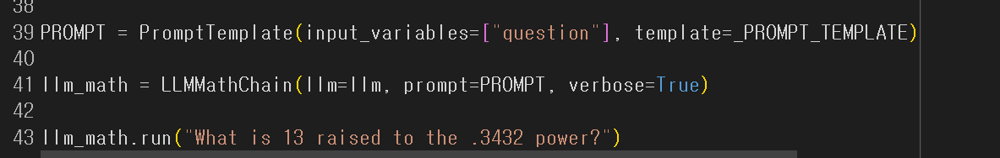 38
39 PROMPT = PromptTemplate(input_variables=["question"], template=_PROMPT_TEMPLATE)
40
41 llm_math = LLMMathChain(llm=llm, prompt=PROMPT, verbose=True)
42
43 llm_math.run("What is 13 raised to the .3432 power?")